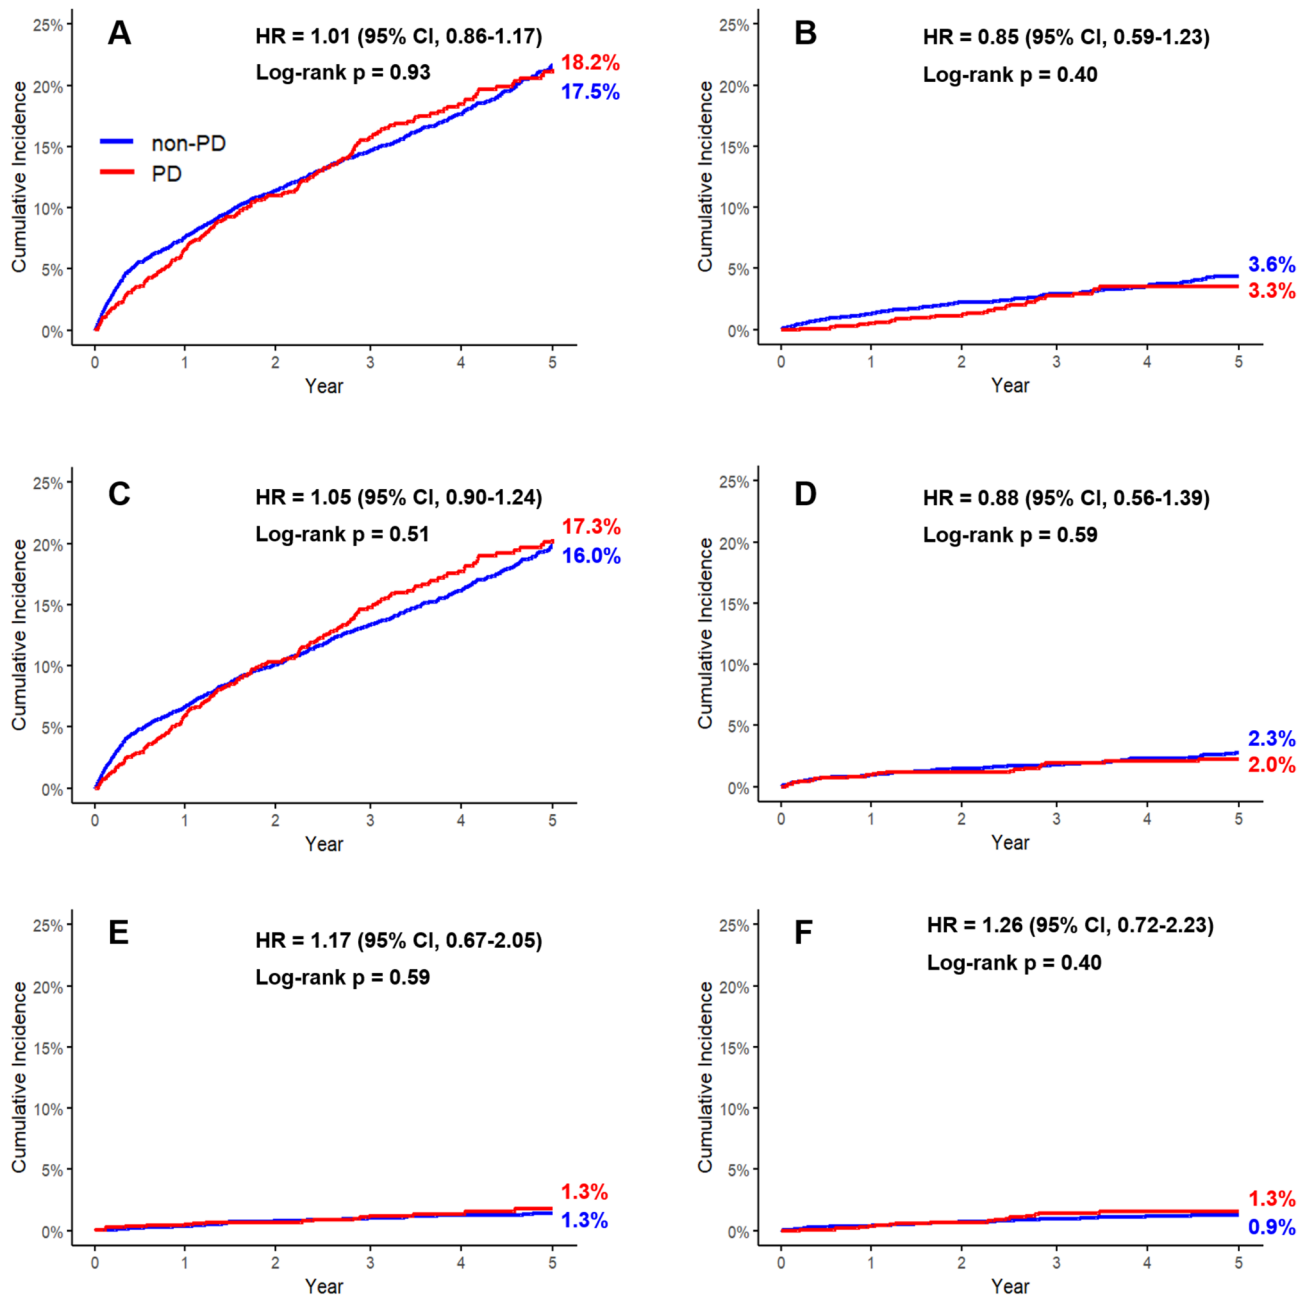 A
HR = 1.01 (95% CI, 0.86-1.17)
Log-rank p = 0.93
18.2%
17.5%
non-PD
PD
25%
20%
15%
10%
5%
0%
Cumulative Incidence
0 1 2 3 4 5
Year
B
HR = 0.85 (95% CI, 0.59-1.23)
Log-rank p = 0.40
3.6%
3.3%
25%
20%
15%
10%
5%
0%
Cumulative Incidence
0 1 2 3 4 5
Year
C
HR = 1.05 (95% CI, 0.90-1.24)
Log-rank p = 0.51
17.3%
16.0%
25%
20%
15%
10%
5%
0%
Cumulative Incidence
0 1 2 3 4 5
Year
D
HR = 0.88 (95% CI, 0.56-1.39)
Log-rank p = 0.59
2.3%
2.0%
25%
20%
15%
10%
5%
0%
Cumulative Incidence
0 1 2 3 4 5
Year
E
HR = 1.17 (95% CI, 0.67-2.05)
Log-rank p = 0.59
1.3%
1.3%
25%
20%
15%
10%
5%
0%
Cumulative Incidence
0 1 2 3 4 5
Year
F
HR = 1.26 (95% CI, 0.72-2.23)
Log-rank p = 0.40
1.3%
0.9%
25%
20%
15%
10%
5%
0%
Cumulative Incidence
0 1 2 3 4 5
Year